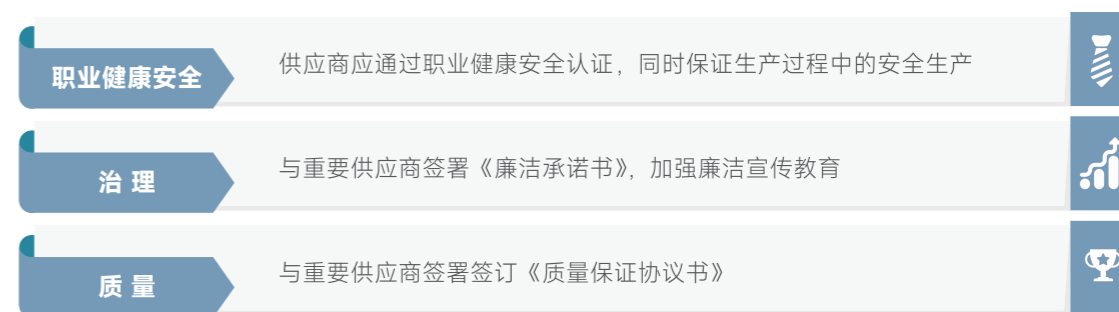 职业健康安全
供应商应通过职业健康安全认证，同时保证生产过程中的安全生产
治 理
与重要供应商签署《廉洁承诺书》，加强廉洁宣传教育
质 量
与重要供应商签署签订《质量保证协议书》